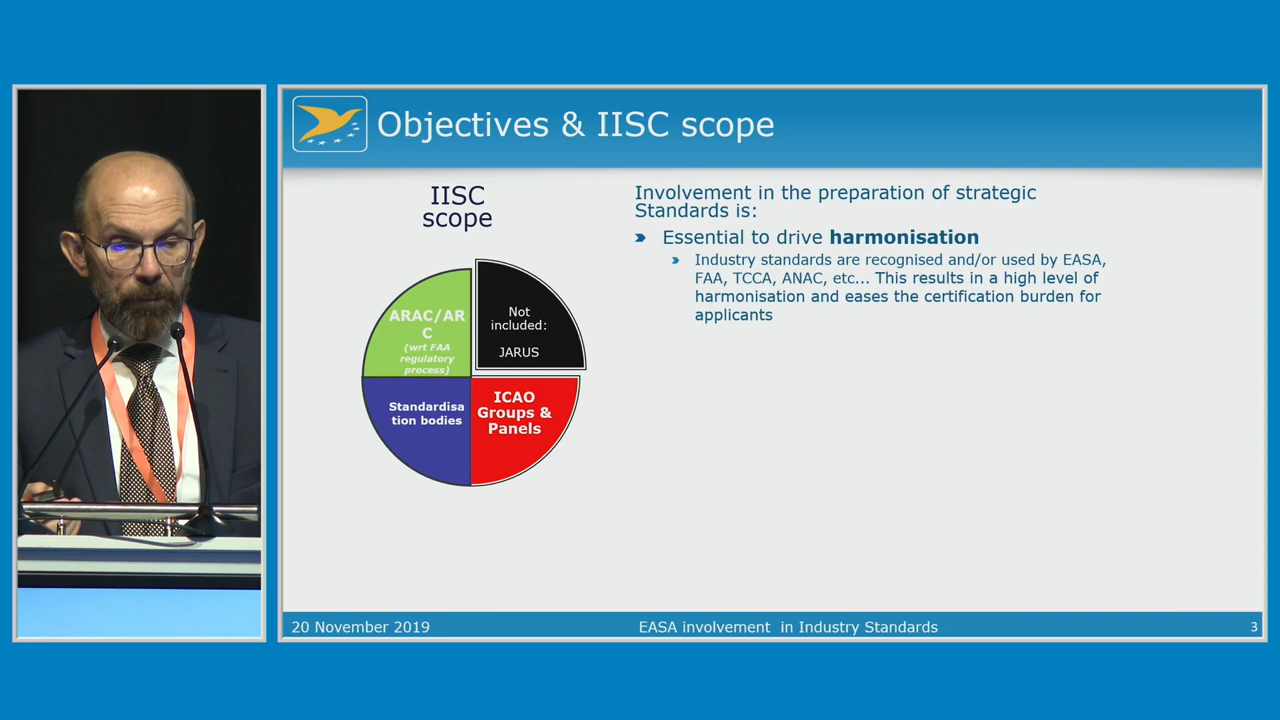 Objectives & IISC scope
IISC
scope
ARAC/AR
C
(wrt FAA
regulatory
process)
Not
included:
JARUS
Standardisa
tion bodies
ICAO
Groups &
Panels
Involvement in the preparation of strategic
Standards is:
Essential to drive harmonisation
Industry standards are recognised and/or used by EASA,
FAA, TCCA, ANAC, etc... This results in a high level of
harmonisation and eases the certification burden for
applicants
20 November 2019
EASA involvement in Industry Standards
3